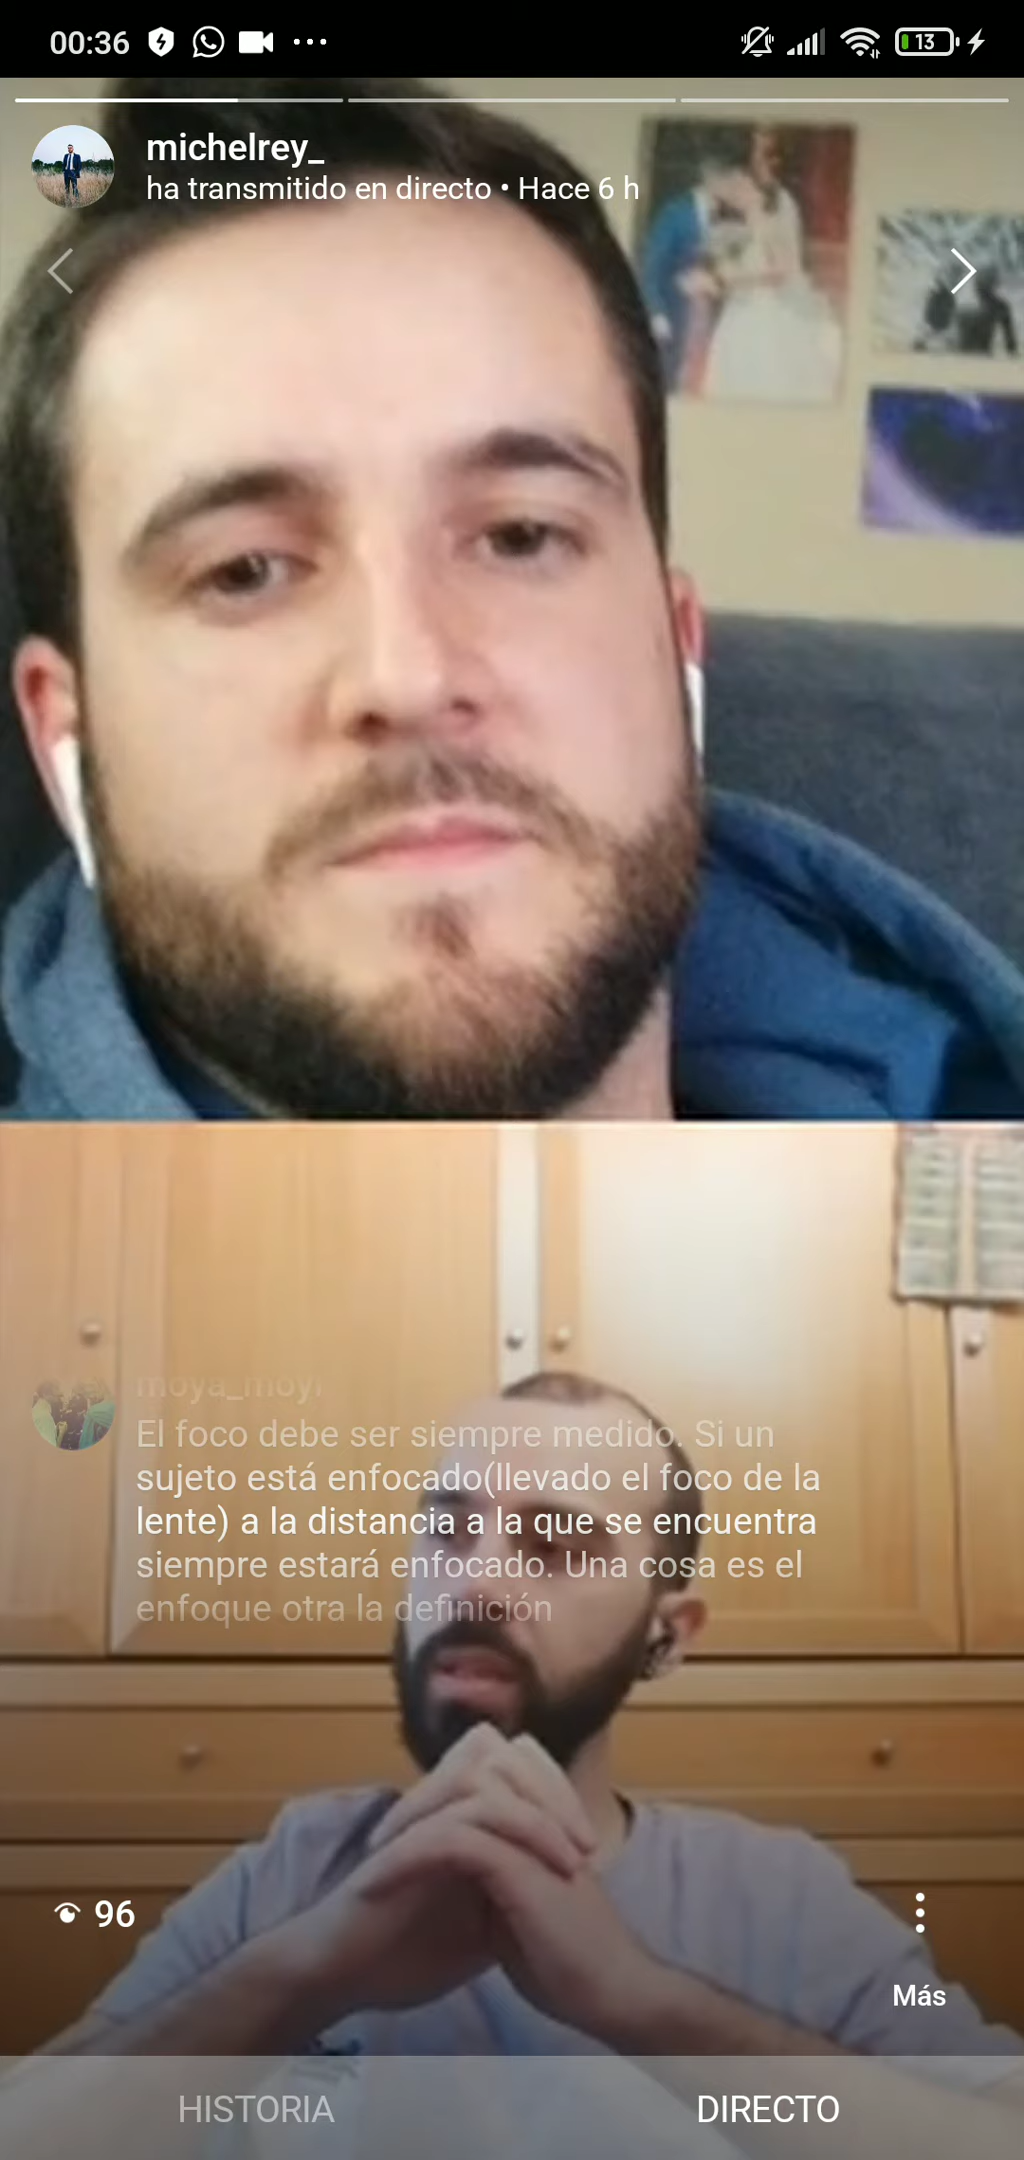 00:36
13
michelrey_
ha transmitido en directo • Hace 6 h
moya_moyi
El foco debe ser siempre medido. Si un
sujeto está enfocado(llevado el foco de la
lente) a la distancia a la que se encuentra
siempre estará enfocado. Una cosa es el
enfoque otra la definición
96
Más
HISTORIA
DIRECTO